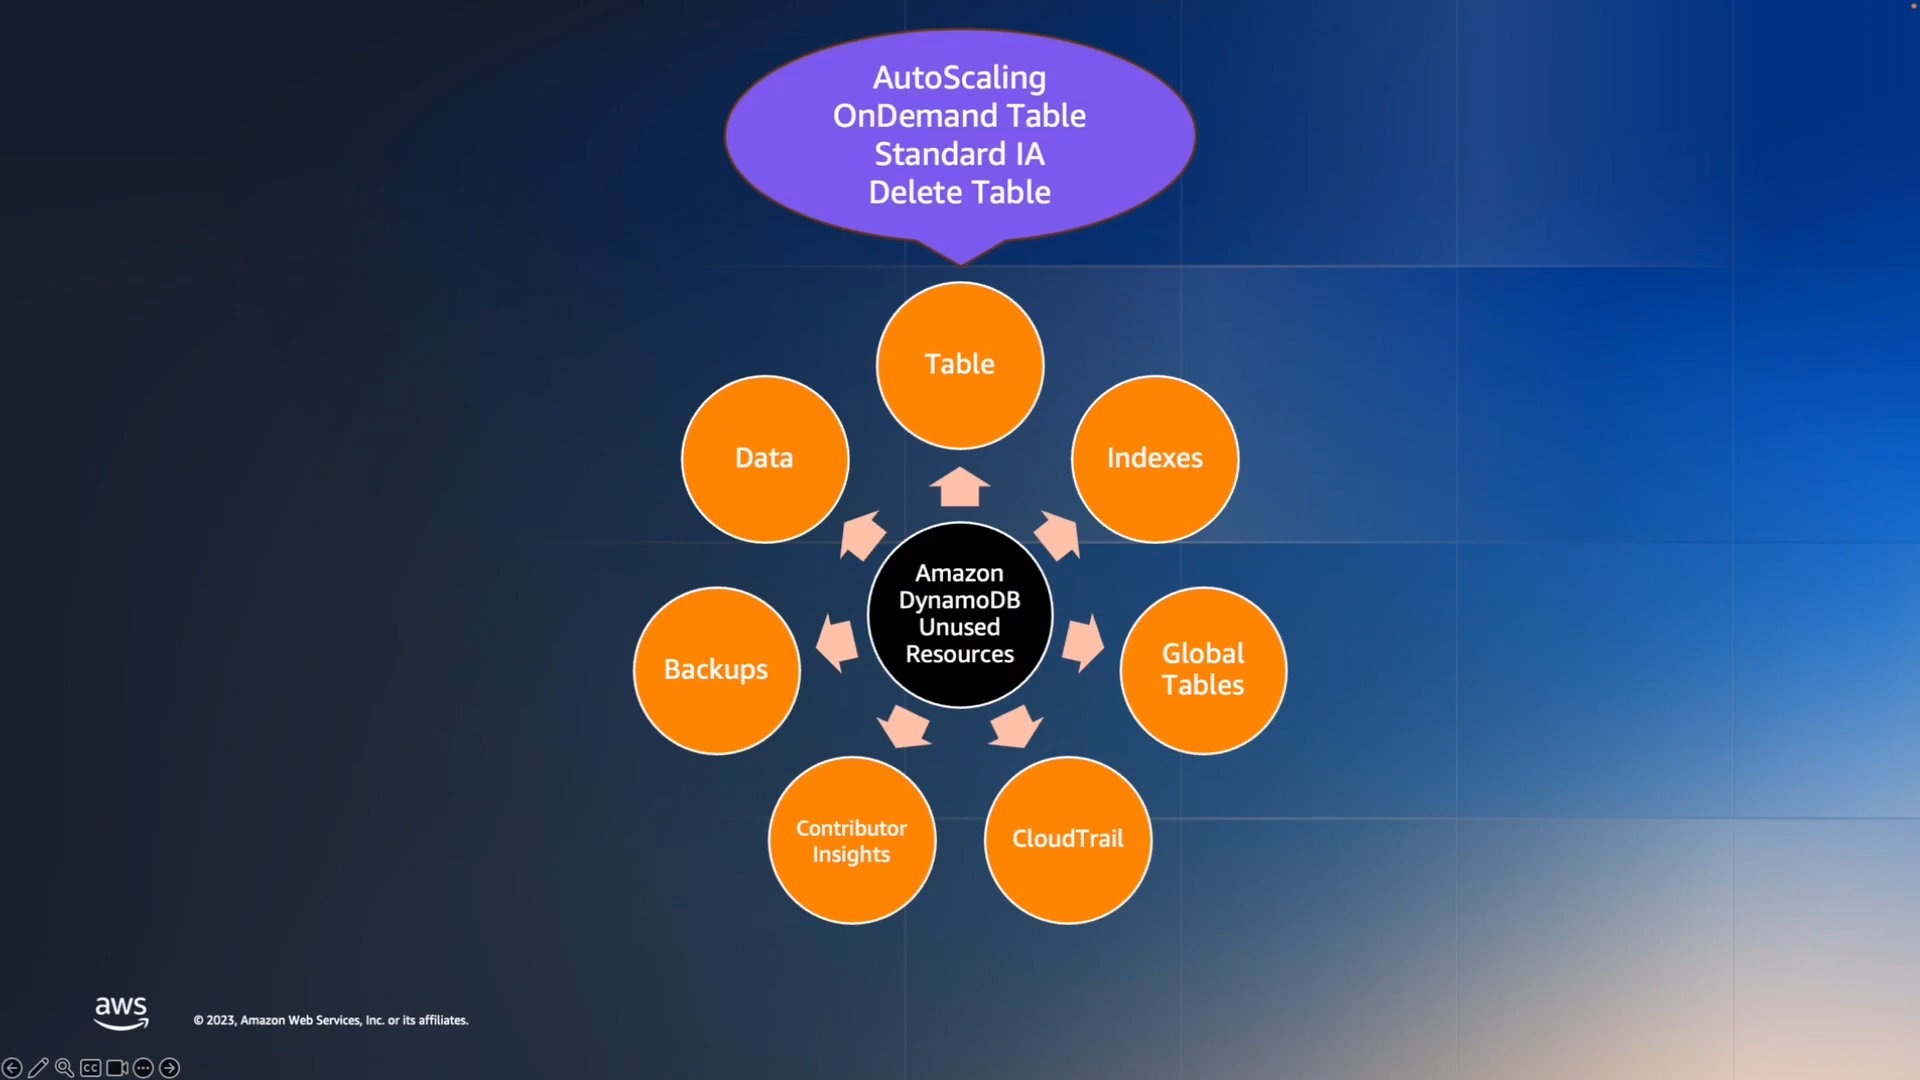 AutoScaling
OnDemand Table
Standard IA
Delete Table
Table
Data
Indexes
Amazon
DynamoDB
Unused
Resources
Backups
Global
Tables
Contributor
Insights
CloudTrail
aws
© 2023, Amazon Web Services, Inc. or its affiliates.
CC